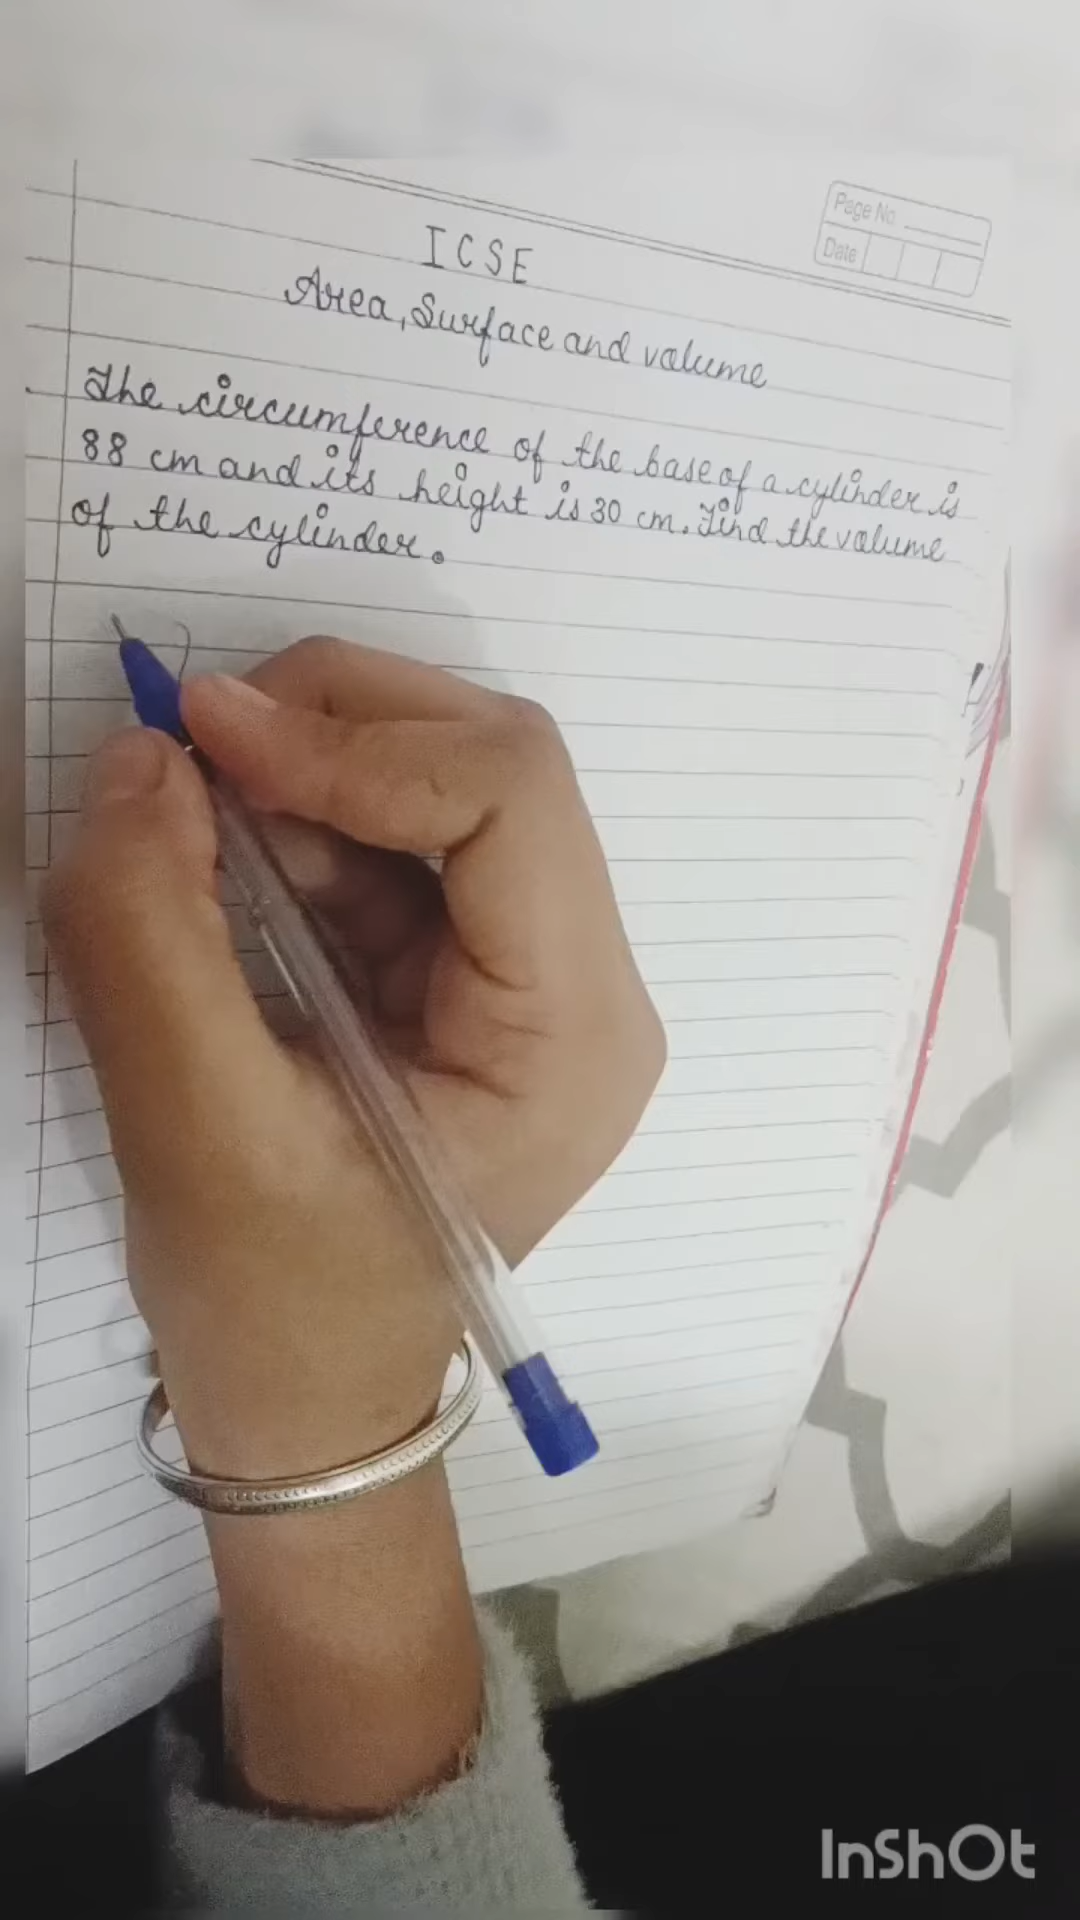 Page No.
Date
ICSE
Area, Surface and volume
The circumference of the base of a cylinder is
88 cm and its height is 30 cm. Find the volume
of the cylinder.
InShOt